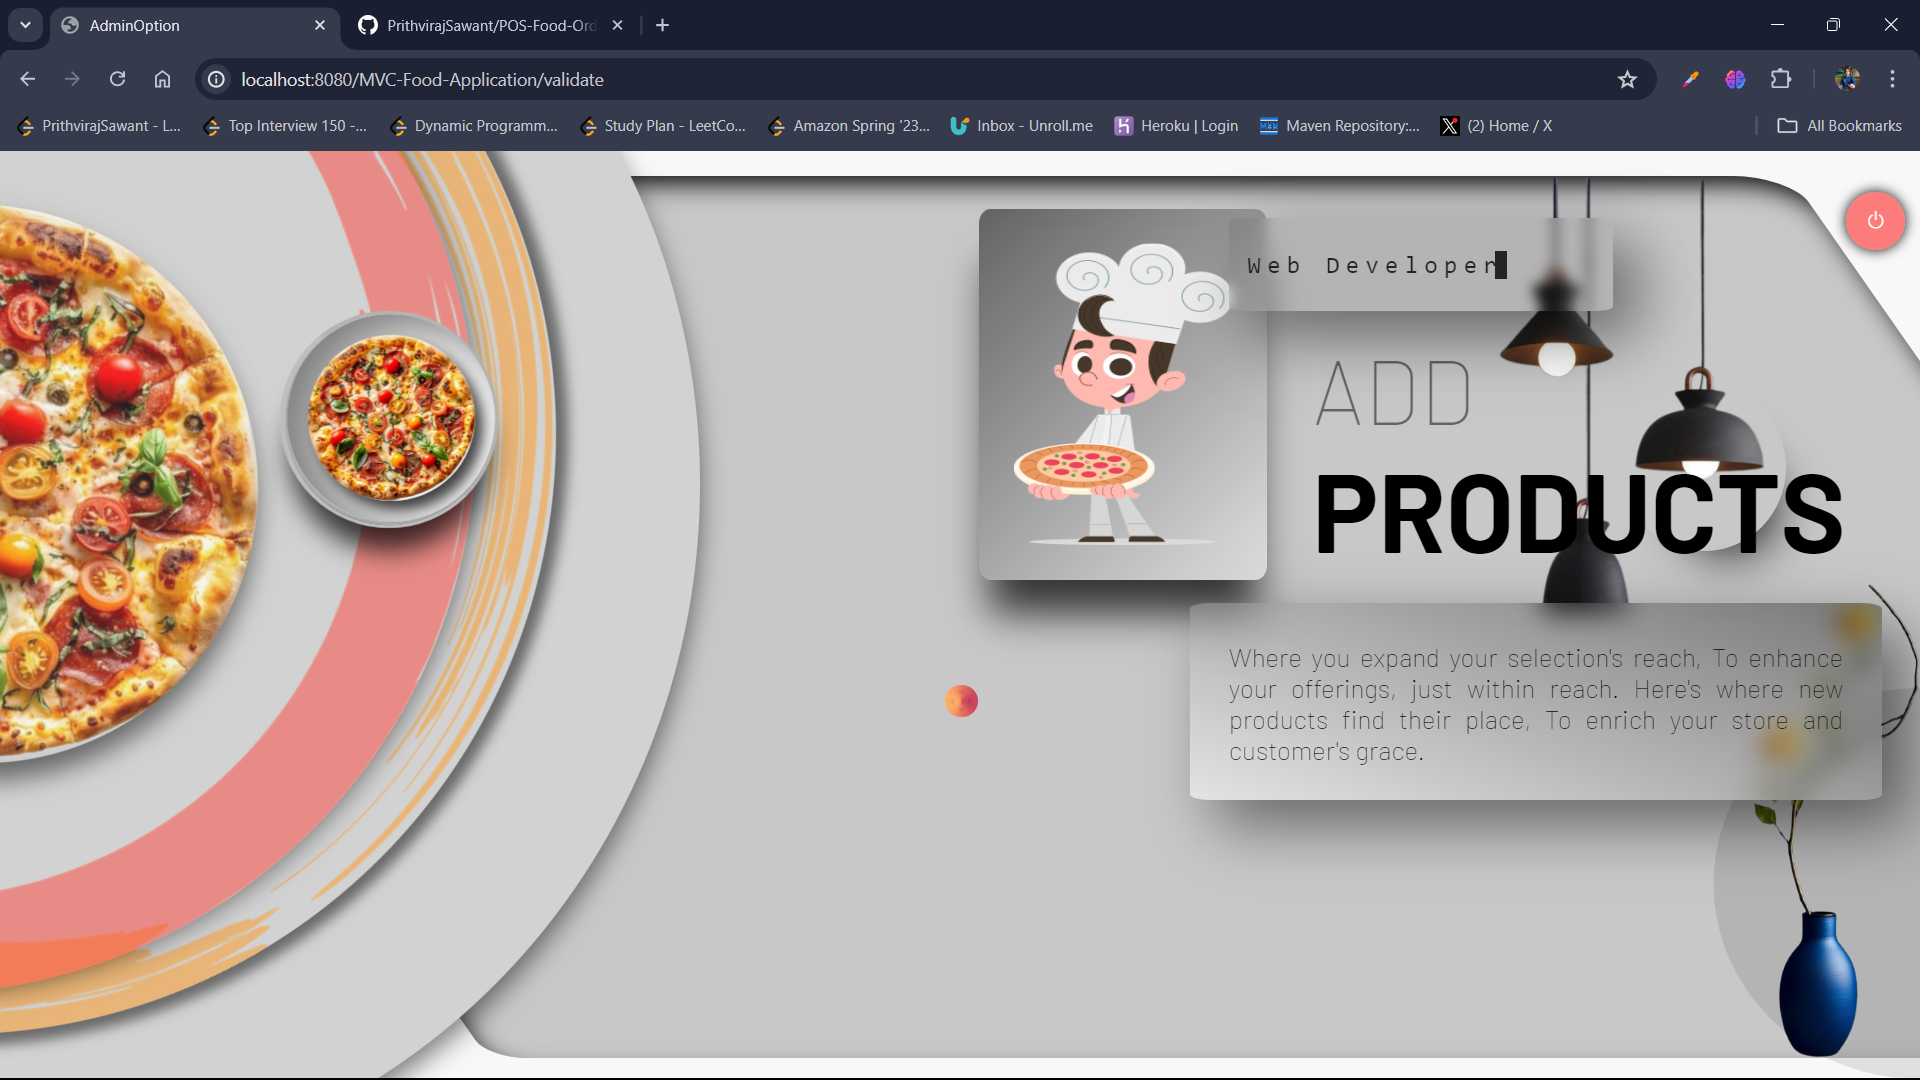 AdminOption
PrithvirajSawant/POS-Food-Ord
localhost:8080/MVC-Food-Application/validate
PrithvirajSawant - L...
Top Interview 150 -...
Dynamic Programm...
Study Plan - LeetCo...
Amazon Spring '23...
Inbox - Unroll.me
Heroku | Login
Maven Repository:...
(2) Home / X
All Bookmarks
Web Developer
ADD
PRODUCTS
Where you expand your selection's reach, To enhance
your offerings, just within reach. Here's where new
products find their place, To enrich your store and
customer's grace.